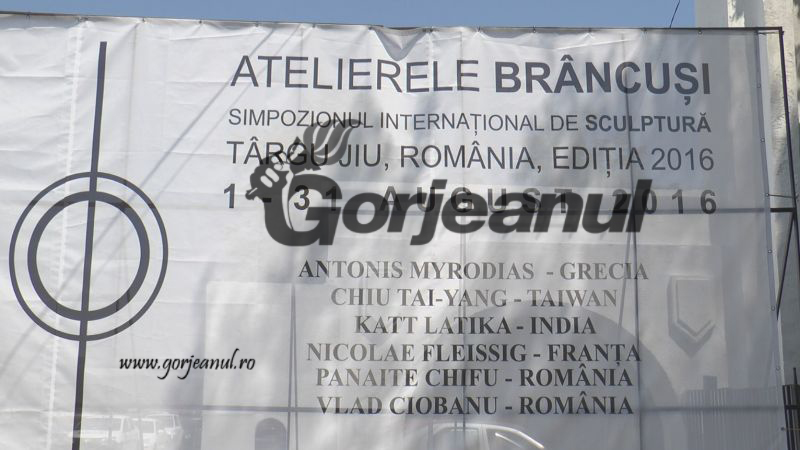 ATELIERELE BRÂNCUȘI
SIMPOZIONUL INTERNAȚIONAL DE SCULPTURĂ
TÂRGU JIU, ROMÂNIA, EDIȚIA 2016
1 - 31 AUGUST 2016
Gorjeanul
ANTONIS MYRODIAS - GRECIA
CHIU TAI-YANG - TAIWAN
KATT LATIKA - INDIA
NICOLAE FLEISSIG - FRANȚA
PANAITE CHIFU - ROMÂNIA
VLAD CIOBANU - ROMÂNIA
www.gorjeanul.ro